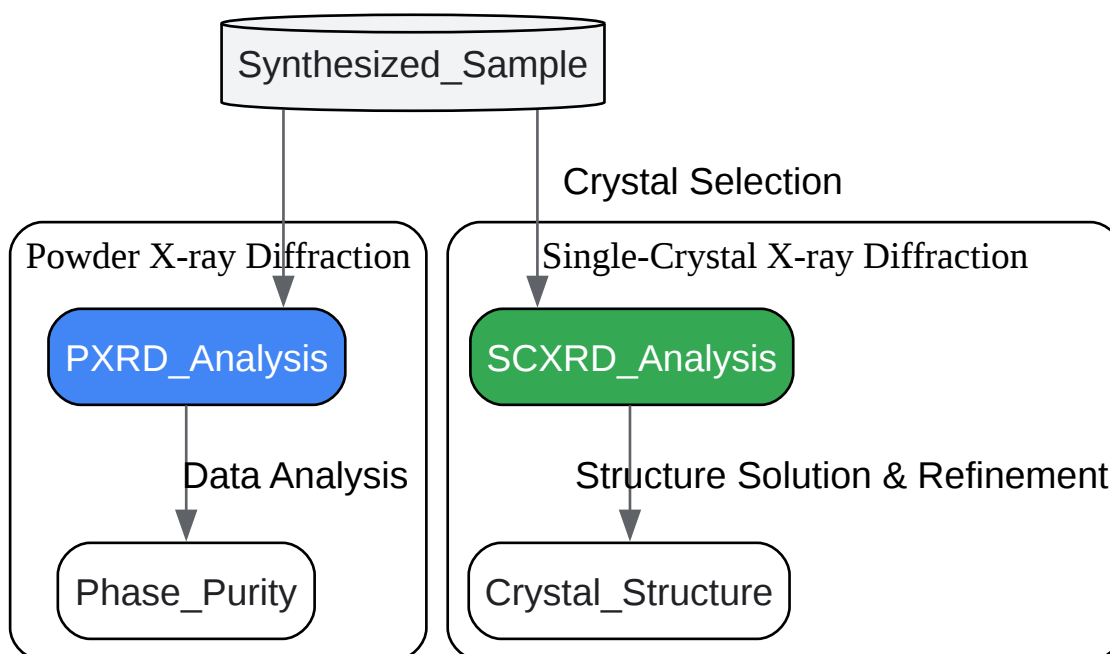 Synthesized_Sample
Crystal Selection
Powder X-ray Diffraction
Single-Crystal X-ray Diffraction
PXRD_Analysis
SCXRD_Analysis
Data Analysis
Structure Solution & Refinement
Phase_Purity
Crystal_Structure